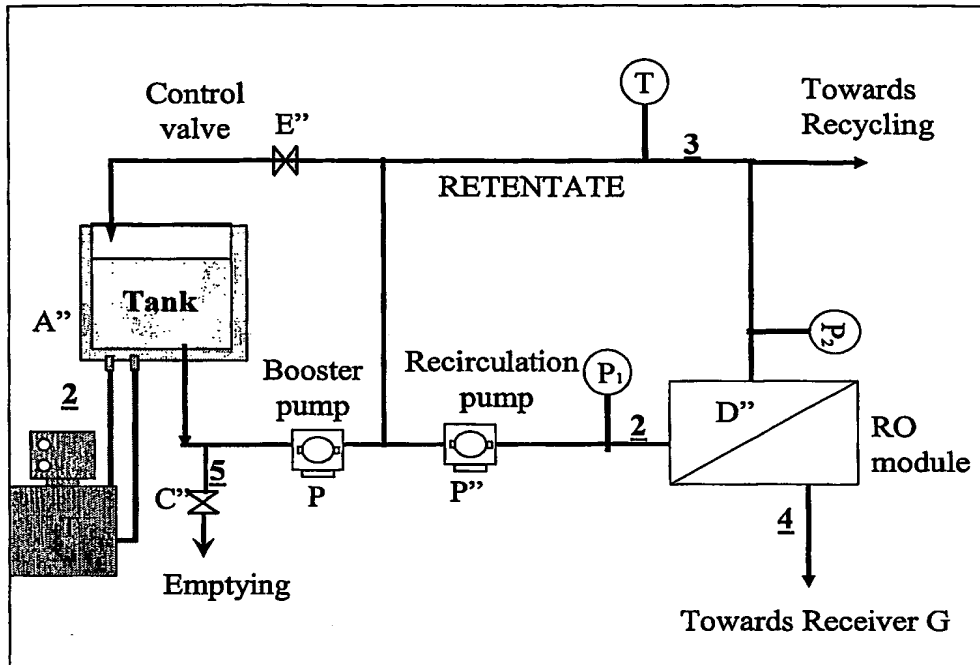 Control
valve
E”
T
3
Towards
Recycling
RETENTATE
Tank
A”
2
Booster
pump
Recirculation
pump
P₁
P₂
2
D”
RO
module
5
C”
P
P”
4
Emptying
Towards Receiver G